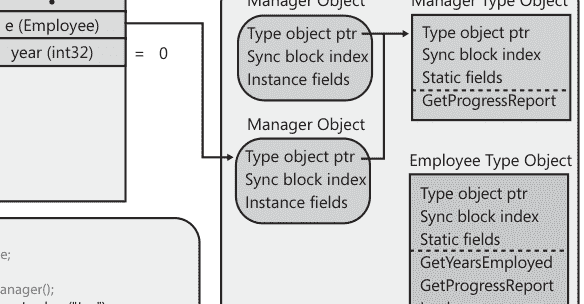 e (Employee)
year (int32)
= 0
e;
anager();
Manager Object
Type object ptr
Sync block index
Instance fields
Manager Object
Type object ptr
Sync block index
Instance fields
Manager Type Object
Type object ptr
Sync block index
Static fields
GetProgressReport
Employee Type Object
Type object ptr
Sync block index
Static fields
GetYearsEmployed
GetProgressReport